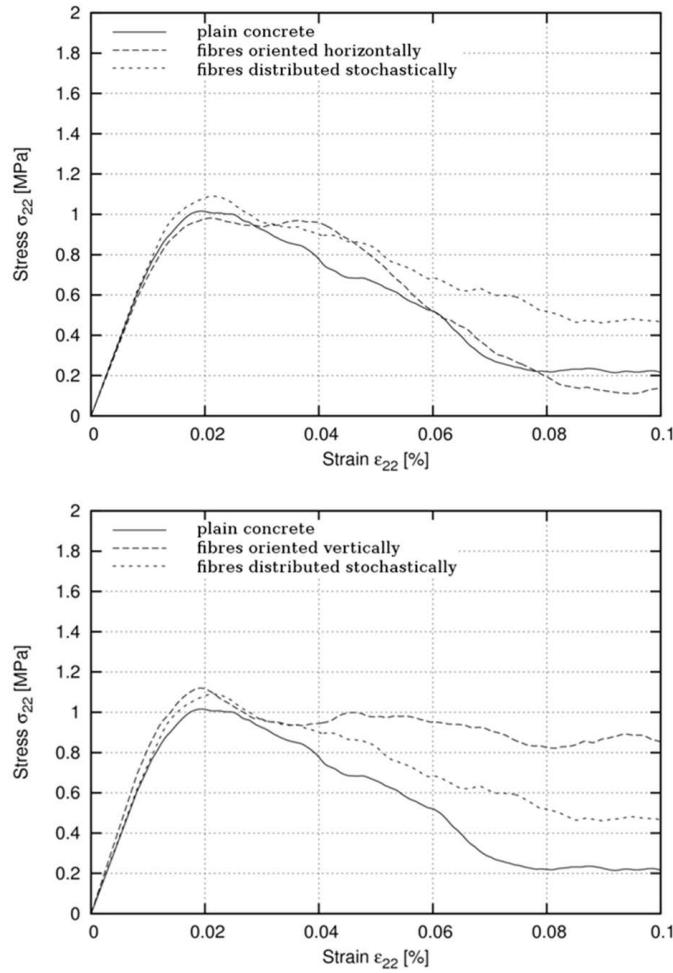 2
plain concrete
1.8
fibres oriented horizontally
fibres distributed stochastically
1.6
1.4
1.2
1
0.8
0.6
0.4
0.2
0
Stress σ22 [MPa]
0 0.02 0.04 0.06 0.08 0.1
Strain ε22 [%]
2
plain concrete
1.8
fibres oriented vertically
fibres distributed stochastically
1.6
1.4
1.2
1
0.8
0.6
0.4
0.2
0
Stress σ22 [MPa]
0 0.02 0.04 0.06 0.08 0.1
Strain ε22 [%]